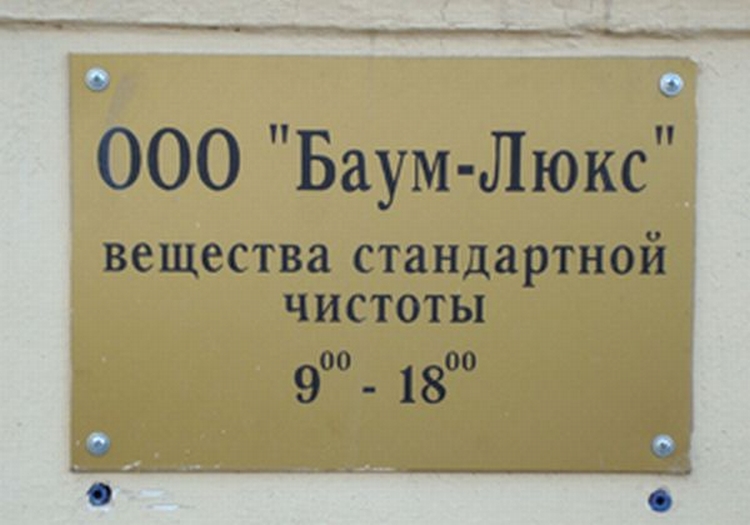 ООО "Баум-Люкс"
вещества стандартной
чистоты
9⁰⁰ - 18⁰⁰